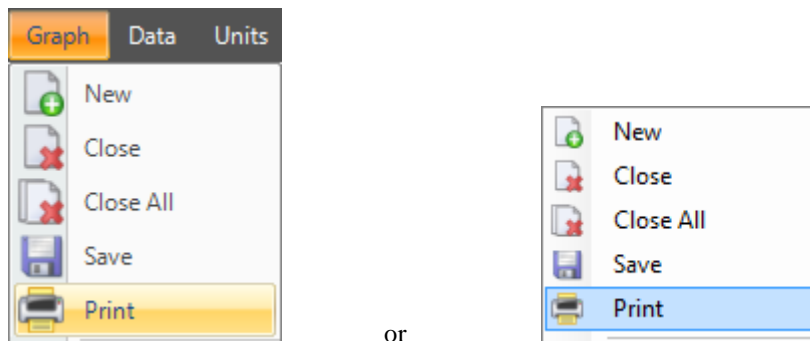 Graph Data Units
New
Close
Close All
Save
Print
or
New
Close
Close All
Save
Print